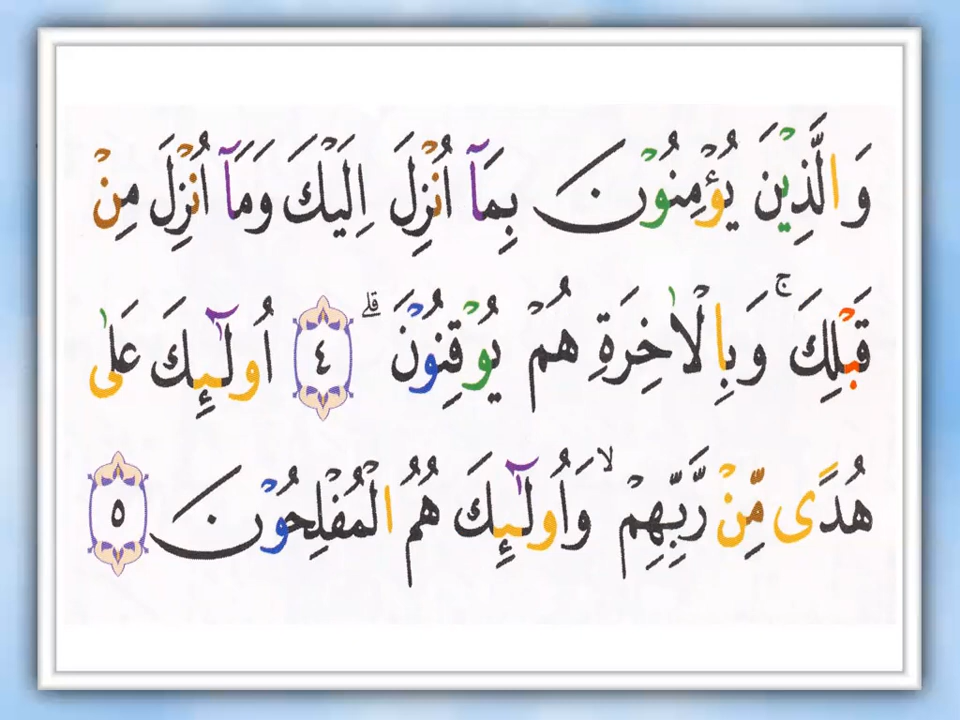 وَالَّذِيْنَ يُؤْمِنُوْنَ بِمَآ اُنْزِلَ اِلَيْكَ وَمَآ اُنْزِلَ مِنْ
قَبْلِكَ ۚ وَبِالْاٰخِرَةِ هُمْ يُوْقِنُوْنَ ۗ ٤ اُولٰۤىِٕكَ عَلٰى
هُدًى مِّنْ رَّبِّهِمْ ۙ وَاُولٰۤىِٕكَ هُمُ الْمُفْلِحُوْنَ ٥